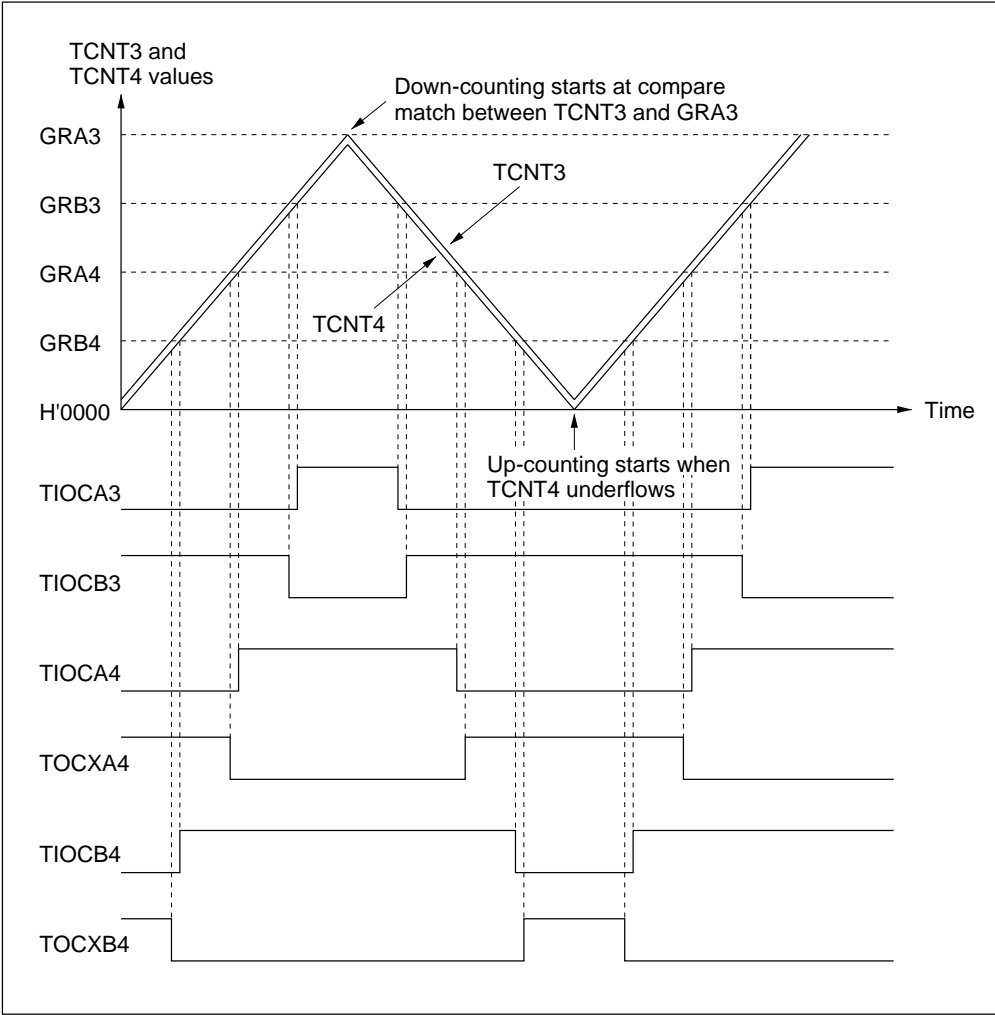 TCNT3 and
TCNT4 values
Down-counting starts at compare
match between TCNT3 and GRA3
GRA3
TCNT3
GRB3
GRA4
TCNT4
GRB4
H'0000
Time
Up-counting starts when
TCNT4 underflows
TIOCA3
TIOCB3
TIOCA4
TOCXA4
TIOCB4
TOCXB4